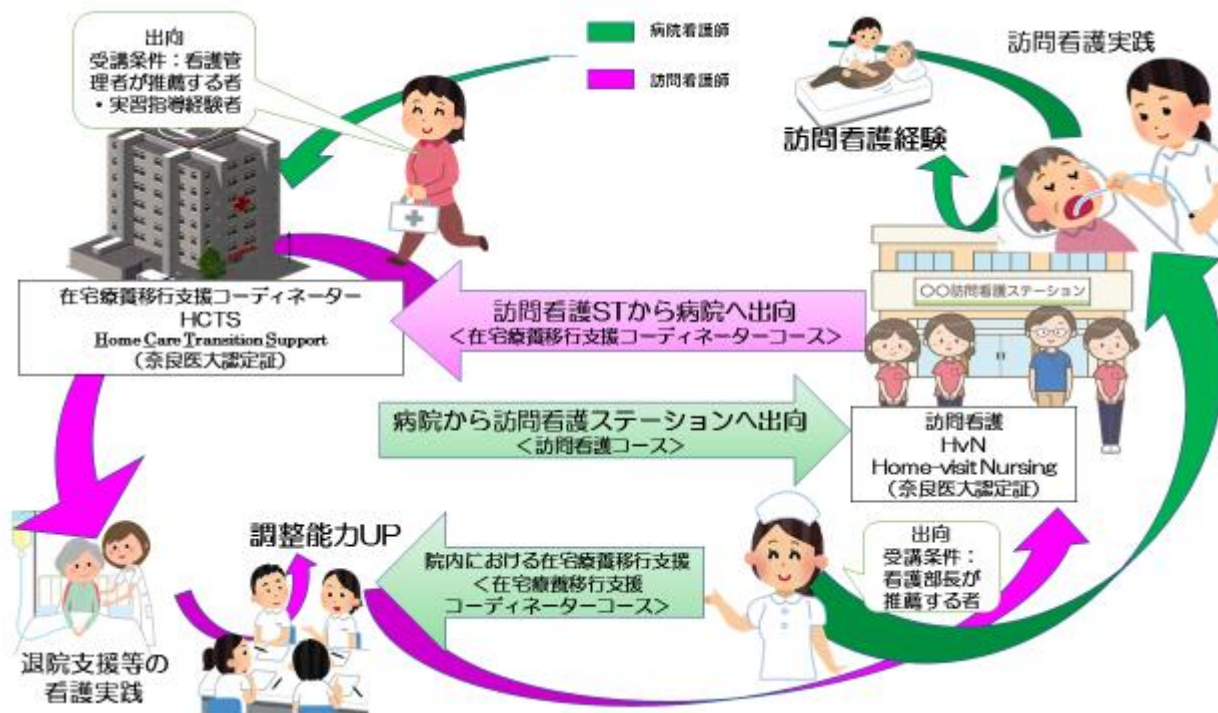 出向
受講条件：看護管
理者が推薦する者
・実習指導経験者
病院看護師
訪問看護師
訪問看護実践
訪問看護経験
〇〇訪問看護ステーション
在宅療養移行支援コーディネーター
HCTS
Home Care Transition Support
（奈良医大認定証）
訪問看護STから病院へ出向
＜在宅療養移行支援コーディネーターコース＞
病院から訪問看護ステーションへ出向
＜訪問看護コース＞
訪問看護
HvN
Home-visit Nursing
（奈良医大認定証）
調整能力UP
院内における在宅療養移行支援
＜在宅療養移行支援
コーディネーターコース＞
出向
受講条件：
看護部長が
推薦する者
退院支援等の
看護実践